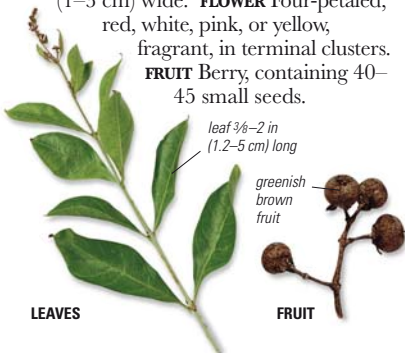 (1–5 cm) wide. FLOWER Four-petaled,
red, white, pink, or yellow,
fragrant, in terminal clusters.
FRUIT Berry, containing 40–
45 small seeds.
leaf 3⁄8–2 in
(1.2–5 cm) long
greenish
brown
fruit
LEAVES
FRUIT